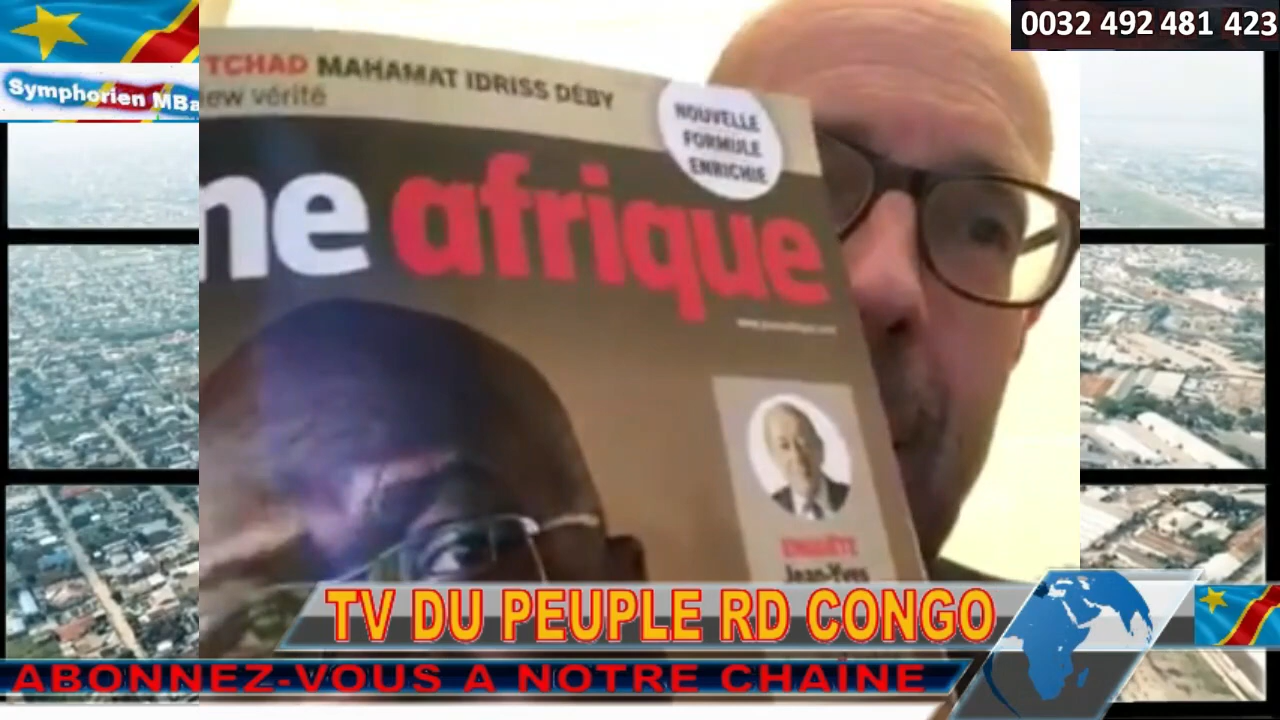 0032 492 481 423
Symphorien MBa
TCHAD MAHAMAT IDRISS DÉBY
ew vérité
NOUVELLE
FORMULE
ENRICHIE
ne afrique
ENQUÊTE
Jean-Yves
TV DU PEUPLE RD CONGO
ABONNEZ-VOUS A NOTRE CHAINE